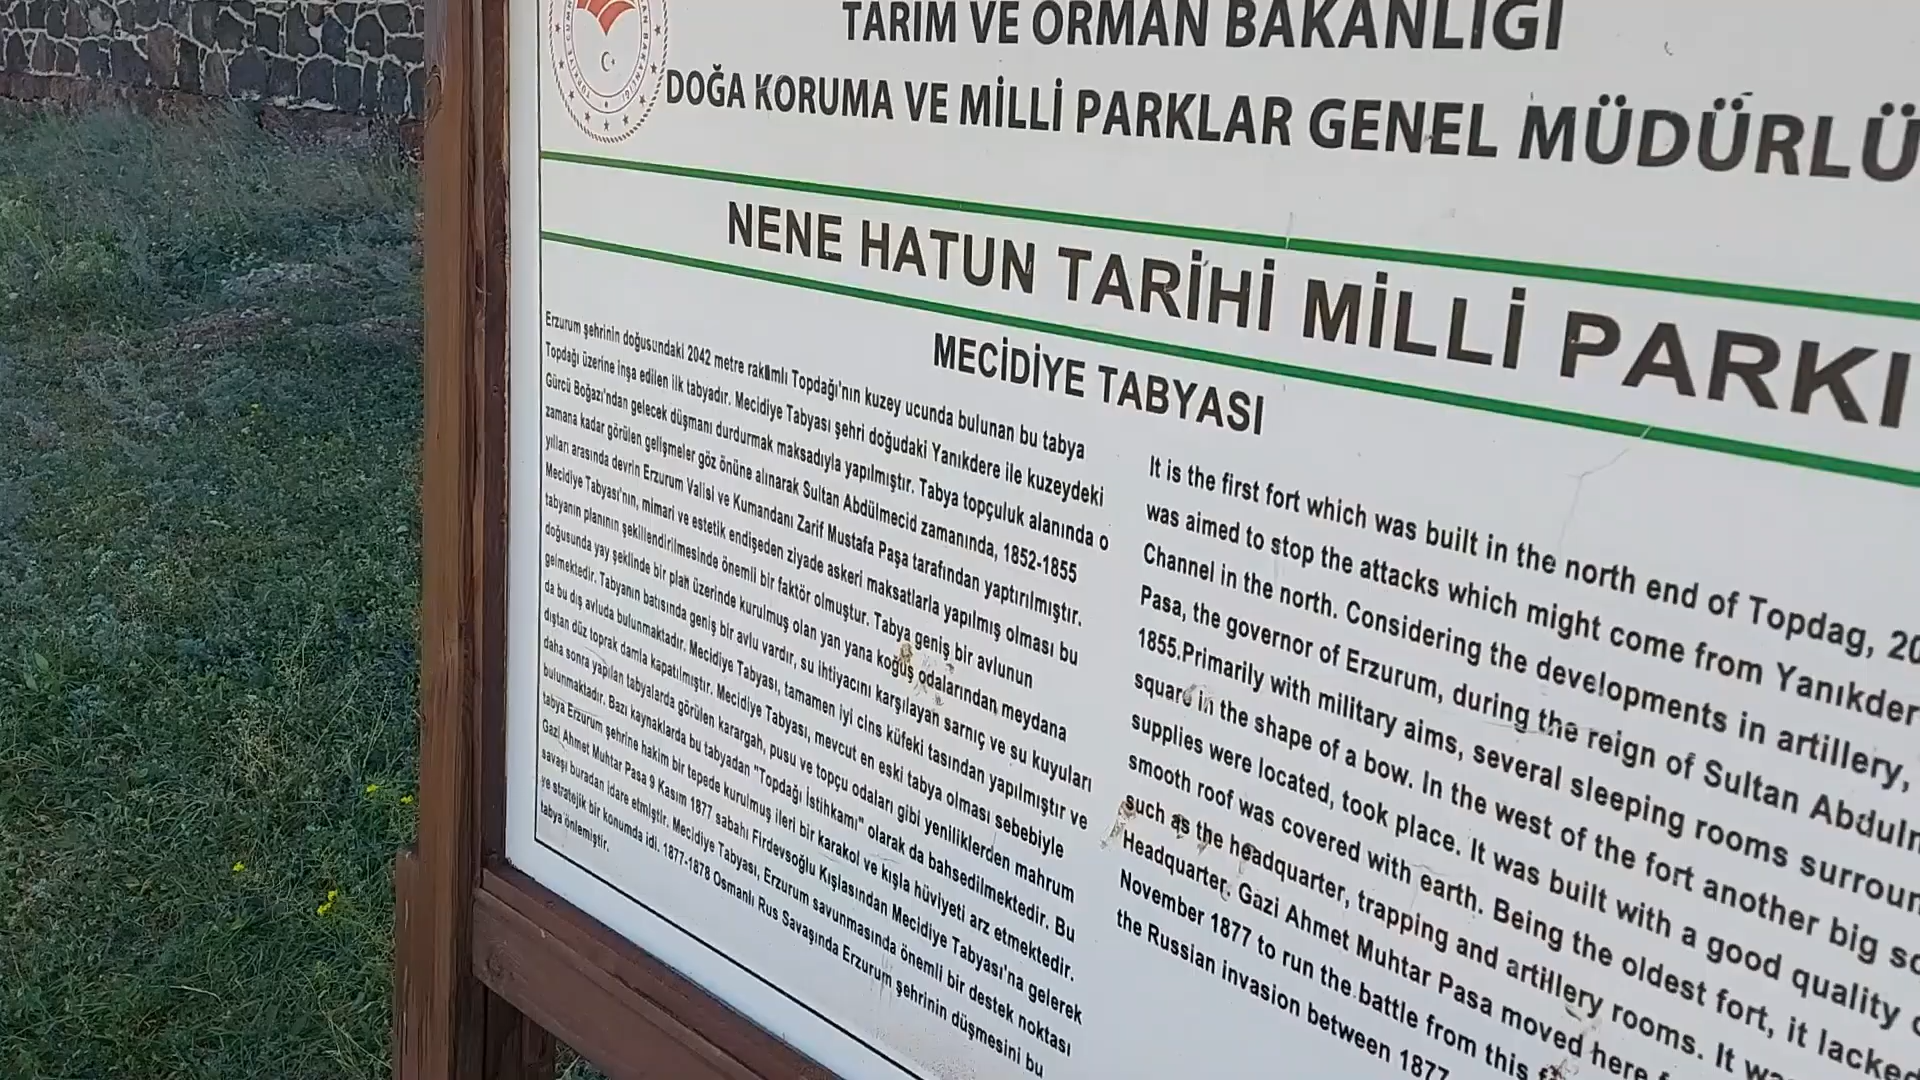 TARIM VE ORMAN BAKANLIĞI
DOĞA KORUMA VE MİLLİ PARKLAR GENEL MÜDÜRLÜ
NENE HATUN TARİHİ MİLLİ PARKI
MECİDİYE TABYASI
Erzurum şehrinin doğusundaki 2042 metre rakımlı Topdağı'nın kuzey ucunda bulunan bu tabya
Topdağı üzerine inşa edilen ilk tabyadır. Mecidiye Tabyası şehri doğudaki Yanıkdere ile kuzeydeki
Gürcü Boğazı'ndan gelecek düşmanı durdurmak maksadıyla yapılmıştır. Tabya topçuluk alanında o
zamana kadar görülen gelişmeler göz önüne alınarak Sultan Abdülmecid zamanında, 1852-1855
yılları arasında devrin Erzurum Valisi ve Kumandanı Zarif Mustafa Paşa tarafından yaptırılmıştır.
Mecidiye Tabyası'nın, mimari ve estetik endişeden ziyade askeri maksatlarla yapılmış olması bu
tabyanın planının şekillendirilmesinde önemli bir faktör olmuştur. Tabya geniş bir avlunun
doğusunda yay şeklinde bir plan üzerinde kurulmuş olan yan yana koğuş odalarından meydana
gelmektedir. Tabyanın batısında geniş bir avlu vardır, su ihtiyacını karşılayan sarnıç ve su kuyuları
da bu dış avluda bulunmaktadır. Mecidiye Tabyası, tamamen iyi cins küfeki tasından yapılmıştır ve
dıştan düz toprak damla kapatılmıştır. Mecidiye Tabyası, mevcut en eski tabya olması sebebiyle
daha sonra yapılan tabyalarda görülen karargah, pusu ve topçu odaları gibi yeniliklerden mahrum
bulunmaktadır. Bazı kaynaklarda bu tabyadan "Topdağı İstihkamı" olarak da bahsedilmektedir. Bu
tabya Erzurum şehrine hakim bir tepede kurulmuş ileri bir karakol ve kışla hüviyeti arz etmektedir.
Gazi Ahmet Muhtar Pasa 9 Kasım 1877 sabahı Firdevsoğlu Kışlasından Mecidiye Tabyası'na gelerek
savaşı buradan idare etmiştir. Mecidiye Tabyası, Erzurum savunmasında önemli bir destek noktası
ve stratejik bir konumda idi. 1877-1878 Osmanlı Rus Savaşında Erzurum şehrinin düşmesini bu
tabya önlemiştir.
It is the first fort which was built in the north end of Topdag, 20
was aimed to stop the attacks which might come from Yanıkder
Channel in the north. Considering the developments in artillery,
Pasa, the governor of Erzurum, during the reign of Sultan Abdulm
1855.Primarily with military aims, several sleeping rooms surroun
square in the shape of a bow. In the west of the fort another big sq
supplies were located, took place. It was built with a good quality
smooth roof was covered with earth. Being the oldest fort, it lacked
such as the headquarter, trapping and artillery rooms. It wa
Headquarter. Gazi Ahmet Muhtar Pasa moved here
November 1877 to run the battle from this
the Russian invasion between 1877